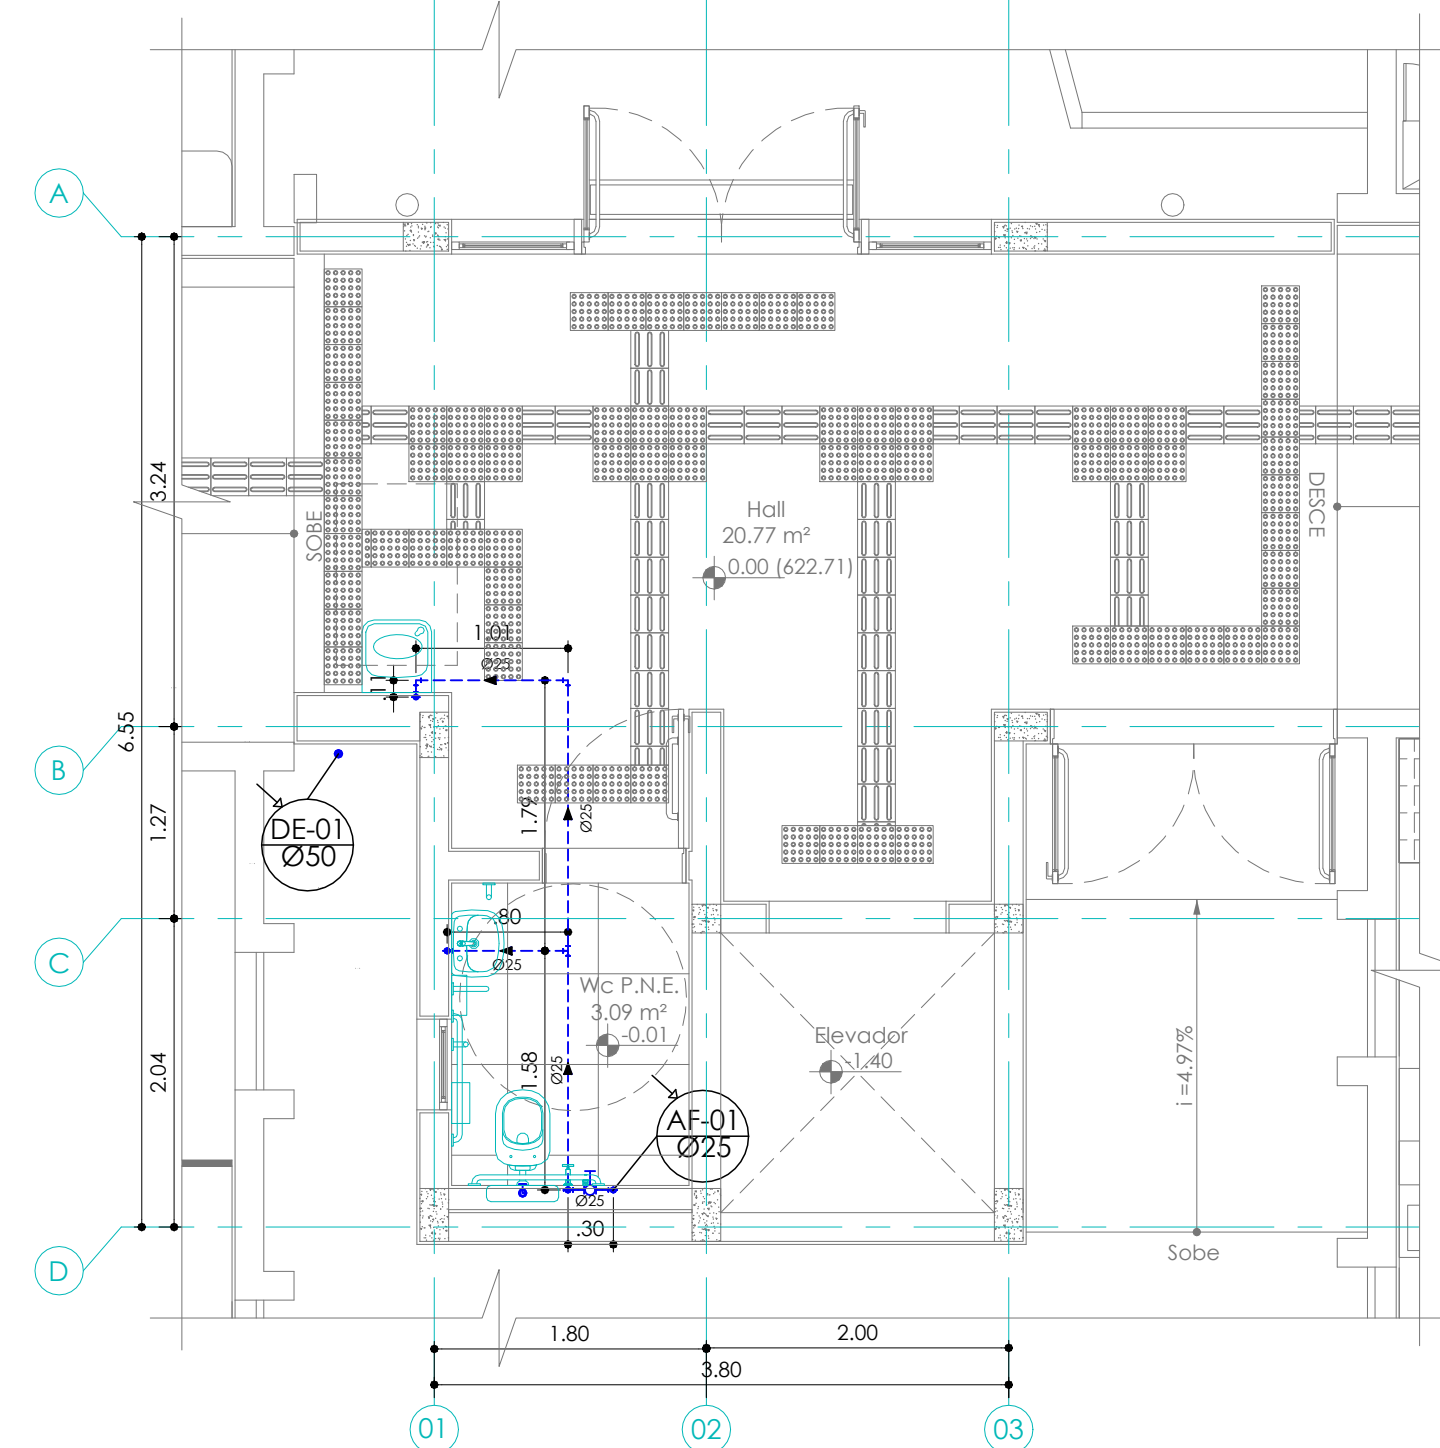 A
3.24
SOBE
Hall
20.77 m²
0.00 (622.71)
DESCE
1.01
Ø25
.11
6.55
B
1.27
DE-01
Ø50
1.79
Ø25
.80
Ø25
C
Wc P.N.E.
3.09 m²
-0.01
Elevador
-1.40
i =4.97%
2.04
1.58
Ø25
AF-01
Ø25
Ø25
.30
D
Sobe
1.80
2.00
3.80
01
02
03